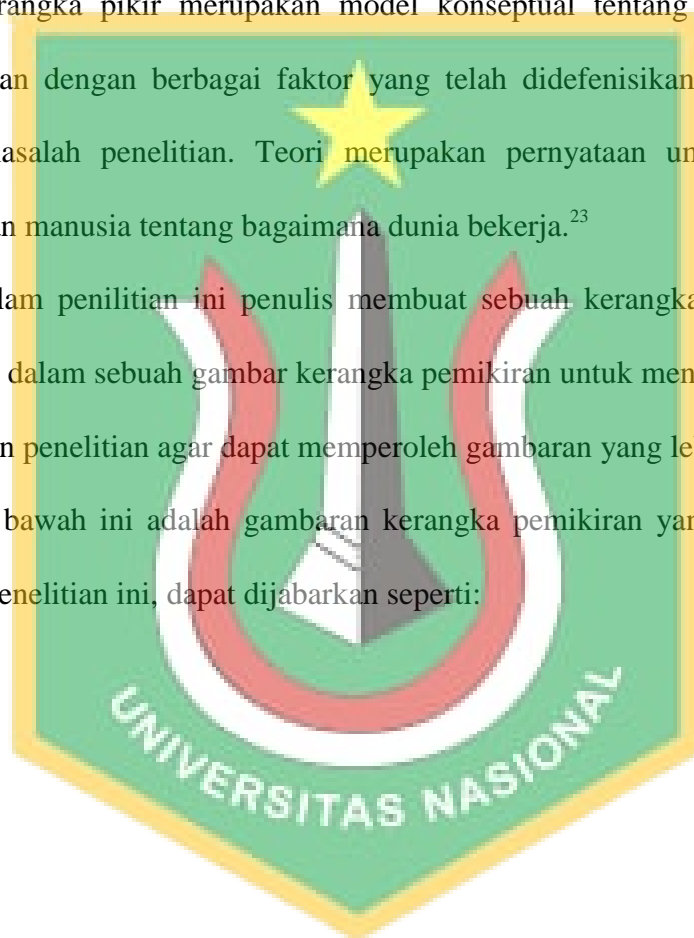 rangka pikir merupakan model konseptual tentang
an dengan berbagai faktor yang telah didefenisikan
asalah penelitian. Teori merupakan pernyataan un
an manusia tentang bagaimana dunia bekerja.23
lam penilitian ini penulis membuat sebuah kerangka
dalam sebuah gambar kerangka pemikiran untuk men
n penelitian agar dapat memperoleh gambaran yang le
bawah ini adalah gambaran kerangka pemikiran yan
enelitian ini, dapat dijabarkan seperti:
UNIVERSITAS NASIONAL